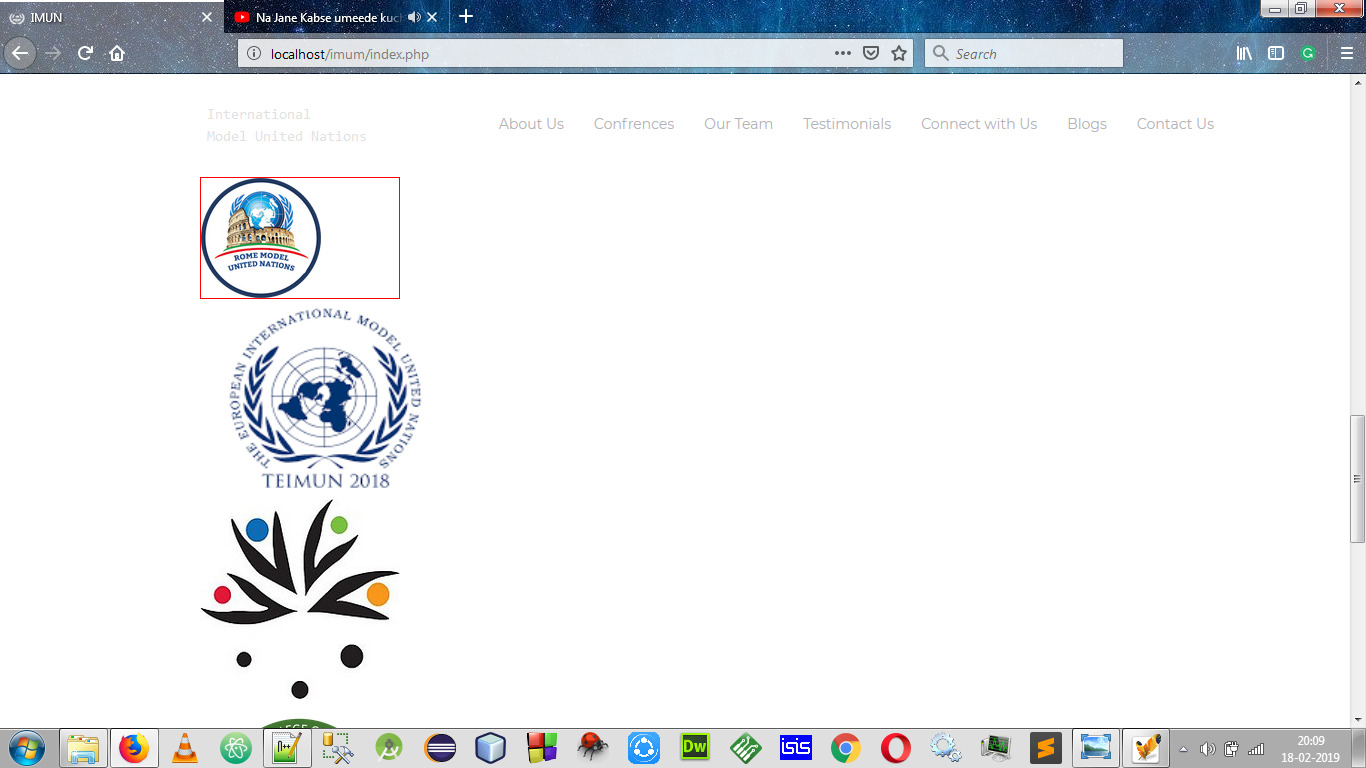 IMUN
Na Jane Kabse umeede kuch
localhost/imum/index.php
Search
International
Model United Nations
About Us Confrences Our Team Testimonials Connect with Us Blogs Contact Us
ROME MODEL
UNITED NATIONS
THE EUROPEAN INTERNATIONAL MODEL UNITED NATIONS
TEIMUN 2018
n++
Dw
isis
20:09
18-02-2019